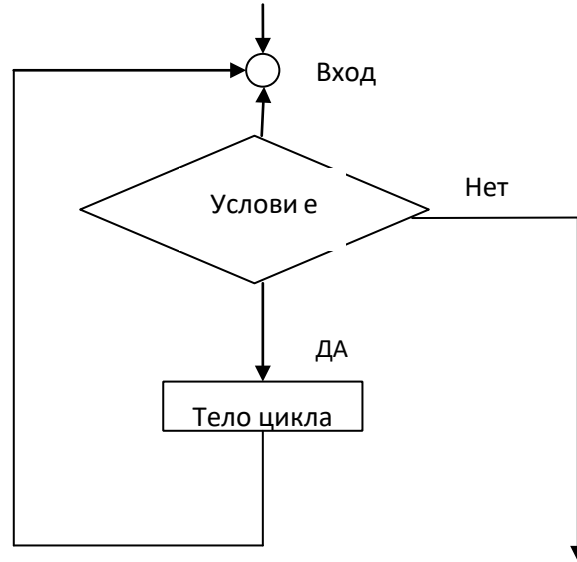 Вход
Услови е
Нет
ДА
Тело цикла